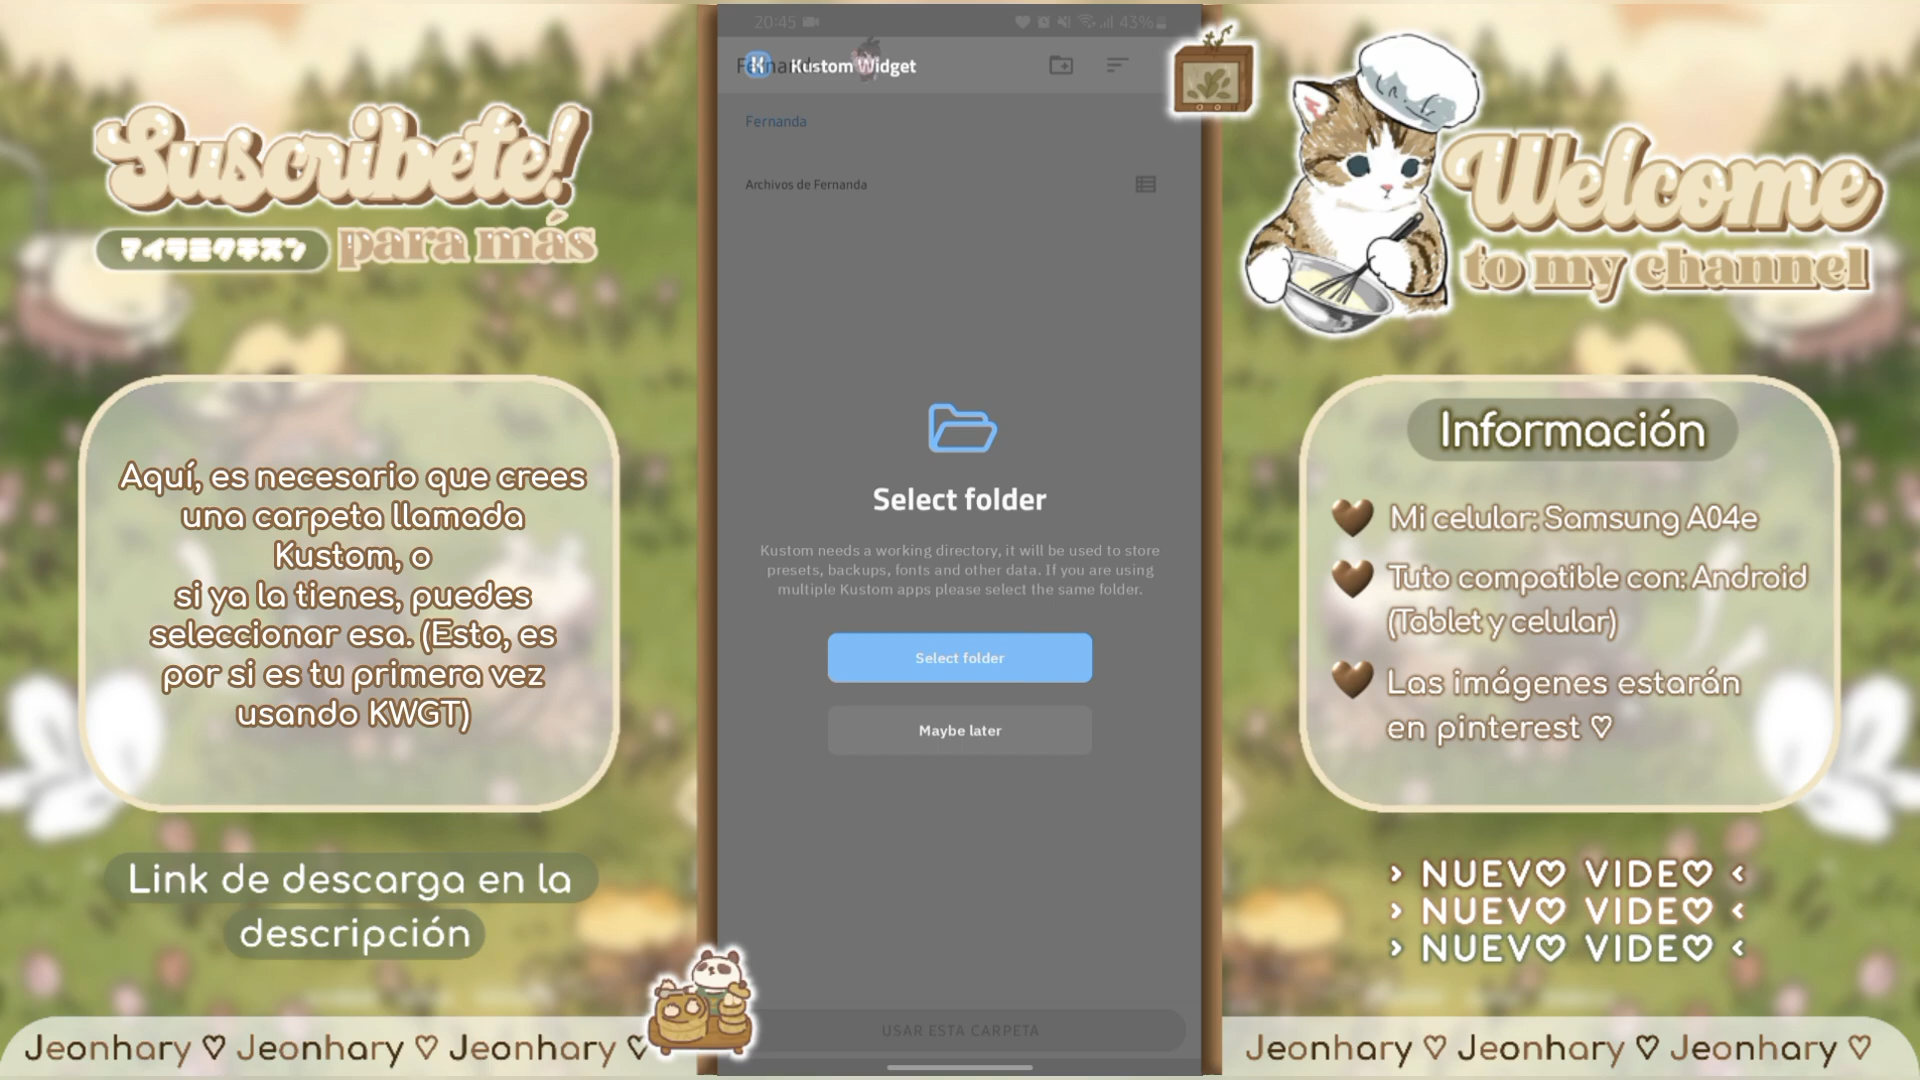 Suscribete!
para más
Aquí, es necesario que crees
una carpeta llamada
Kustom, o
si ya la tienes, puedes
seleccionar esa. (Esto, es
por si es tu primera vez
usando KWGT)
Link de descarga en la
descripción
Jeonhary ♡ Jeonhary ♡ Jeonhary ♡
20:45
43%
Kustom Widget
Fernanda
Archivos de Fernanda
Select folder
Kustom needs a working directory, it will be used to store
presets, backups, fonts and other data. If you are using
multiple Kustom apps please select the same folder.
Select folder
Maybe later
USAR ESTA CARPETA
Welcome
to my channel
Información
Mi celular: Samsung A04e
Tuto compatible con: Android
(Tablet y celular)
Las imágenes estarán
en pinterest ♡
› NUEV♡ VIDE♡ ‹
› NUEV♡ VIDE♡ ‹
› NUEV♡ VIDE♡ ‹
Jeonhary ♡ Jeonhary ♡ Jeonhary ♡